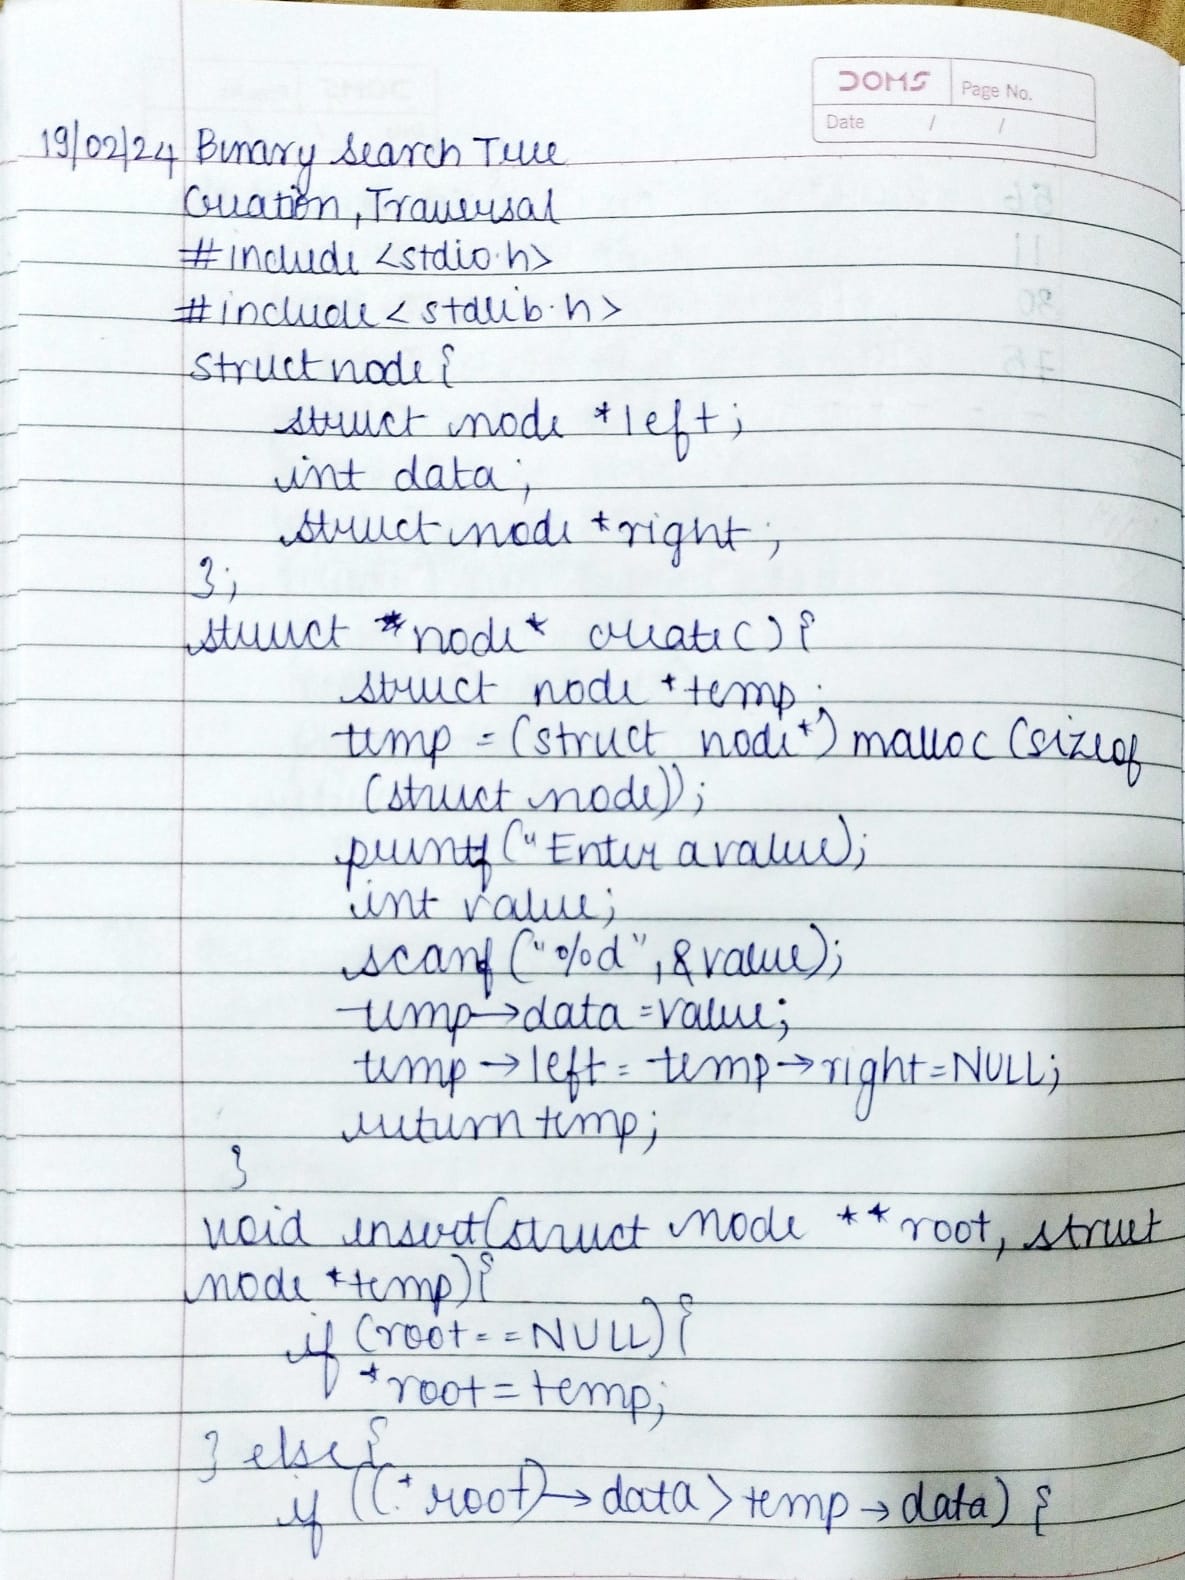 DOMS
Page No.
Date / /
19/02/24 Binary Search Tree
Creation, Traversal
#include <stdio.h>
#include < stdlib.h>
struct node {
struct node *left;
int data;
struct node *right;
};
struct *node* create() {
struct node *temp;
temp = (struct node*) malloc (sizeof
(struct node));
printf ("Enter a value);
int value;
scanf ("%d", &value);
temp→data = value;
temp → left = temp→right = NULL;
return temp;
}
void insert(struct node **root, struct
node *temp){
if (root == NULL) {
*root = temp;
} else {
if ((*root)→data > temp → data) {